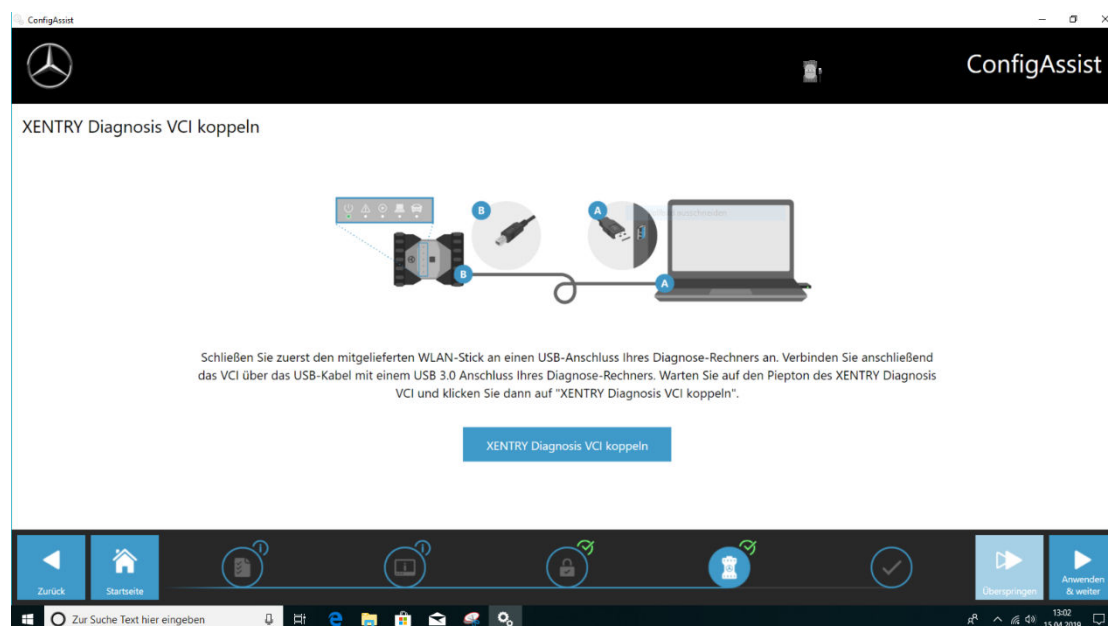 ConfigAssist
ConfigAssist
XENTRY Diagnosis VCI koppeln
B
A
B
A
Schließen Sie zuerst den mitgelieferten WLAN-Stick an einen USB-Anschluss Ihres Diagnose-Rechners an. Verbinden Sie anschließend
das VCI über das USB-Kabel mit einem USB 3.0 Anschluss Ihres Diagnose-Rechners. Warten Sie auf den Piepton des XENTRY Diagnosis
VCI und klicken Sie dann auf "XENTRY Diagnosis VCI koppeln".
XENTRY Diagnosis VCI koppeln
Zurück
Startseite
Überspringen
Anwenden
& weiter
Zur Suche Text hier eingeben
13:02
15.04.2019